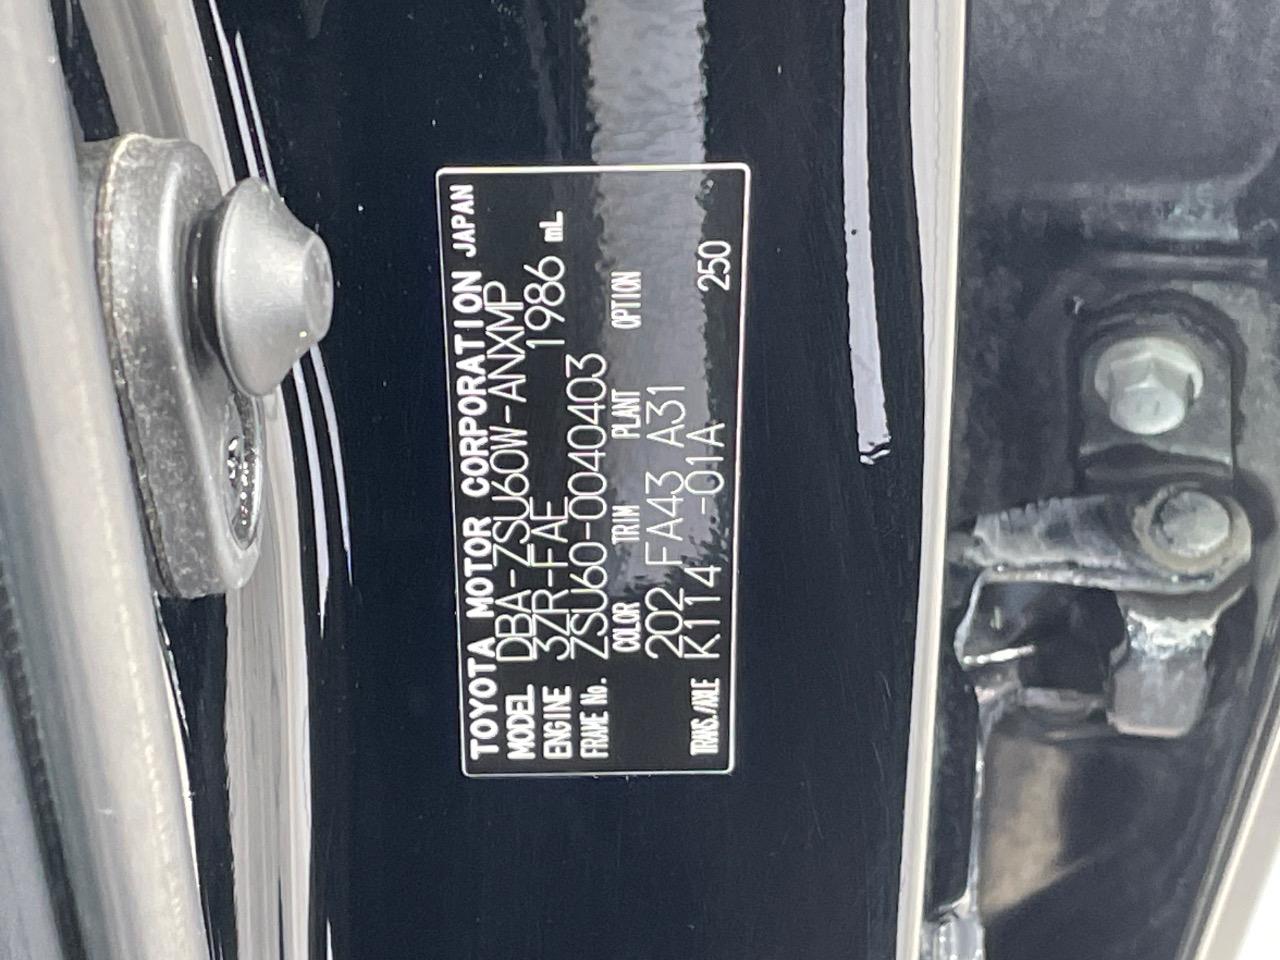 TOYOTA MOTOR CORPORATION JAPAN
MODEL DBA-ZSU60W-ANXMP
ENGINE 3ZR-FAE 1986 mL
FRAME No. ZSU60-0040403
COLOR TRIM PLANT OPTION
202 FA43 A31
TRANS./AXLE K114 -01A 250